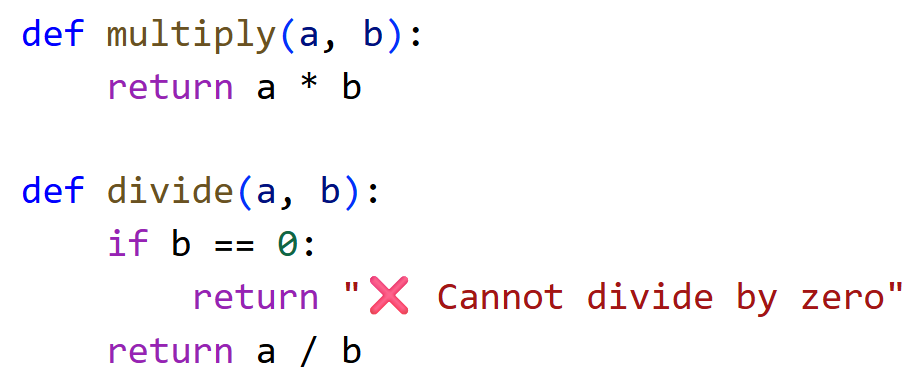 def multiply(a, b):
    return a * b

def divide(a, b):
    if b == 0:
        return "❌ Cannot divide by zero"
    return a / b